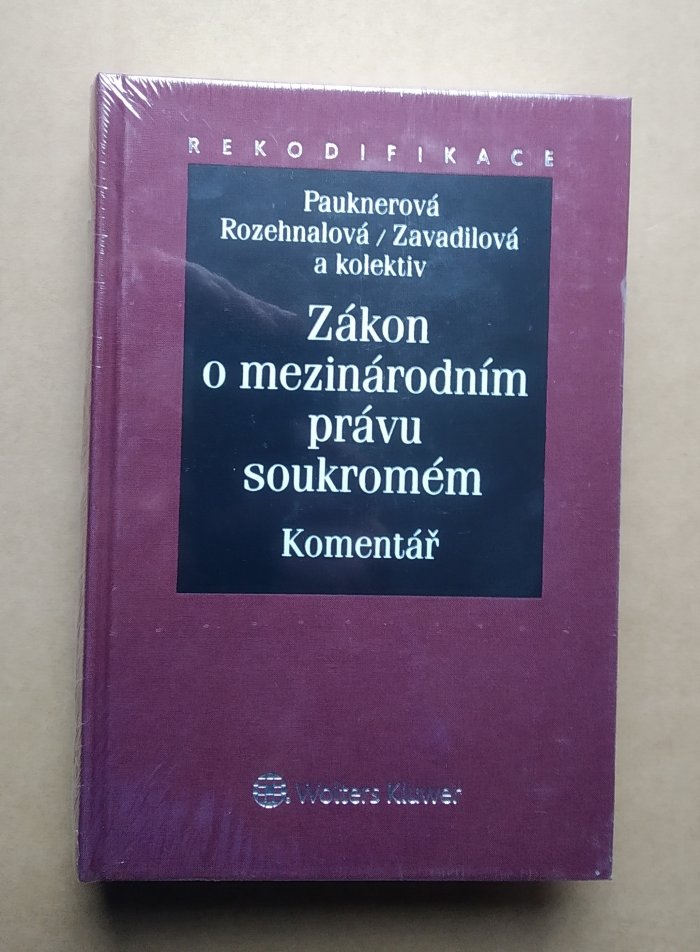 REKODIFIKACE
Pauknerová
Rozehnalová / Zavadilová
a kolektiv
Zákon
o mezinárodním
právu
soukromém
Komentář
Wolters Kluwer